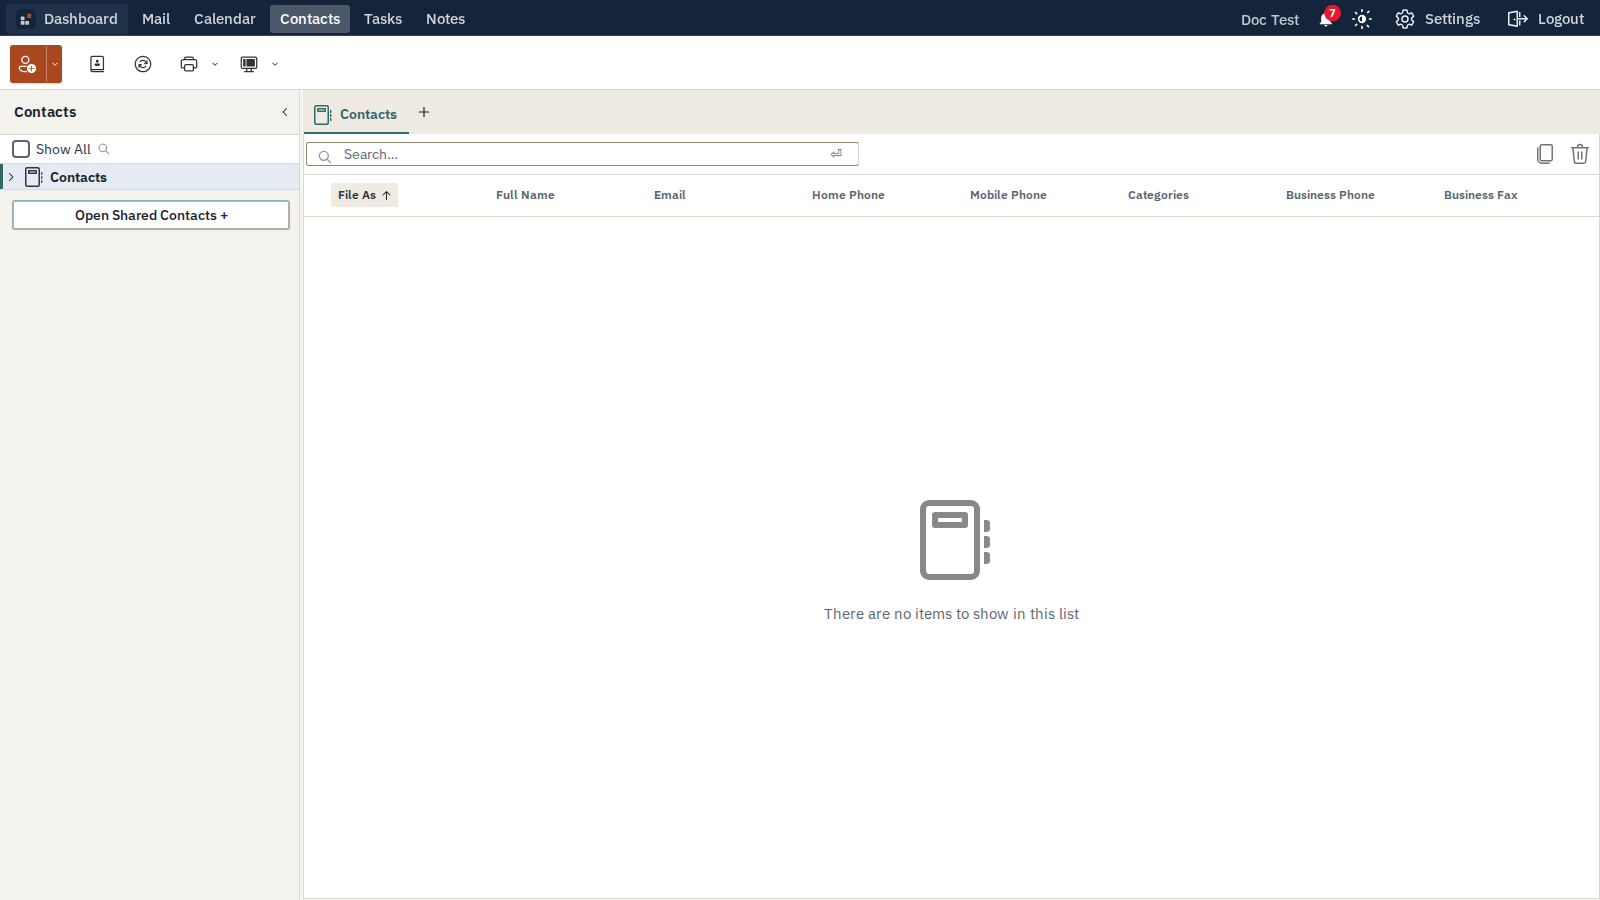 Dashboard
Mail
Calendar
Contacts
Tasks
Notes
Doc Test
7
Settings
Logout
Contacts
Show All
Contacts
Open Shared Contacts +
Contacts
Search...
File As
Full Name
Email
Home Phone
Mobile Phone
Categories
Business Phone
Business Fax
There are no items to show in this list